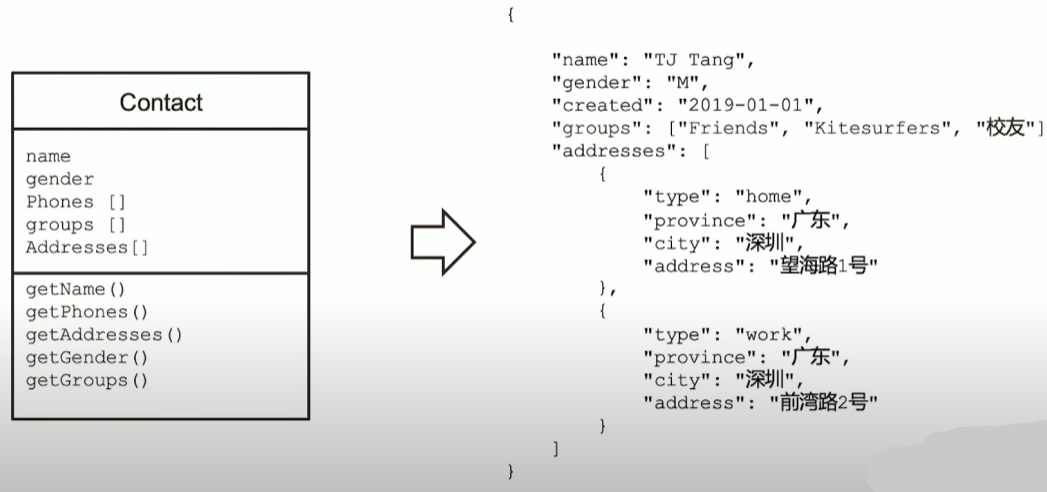 Contact
name
gender
Phones []
groups []
Addresses[]
getName()
getPhones()
getAddresses()
getGender()
getGroups()
{
"name": "TJ Tang",
"gender": "M",
"created": "2019-01-01",
"groups": ["Friends", "Kitesurfers", "校友"]
"addresses": [
{
"type": "home",
"province": "广东",
"city": "深圳",
"address": "望海路1号"
},
{
"type": "work",
"province": "广东",
"city": "深圳",
"address": "前湾路2号"
}
]
}